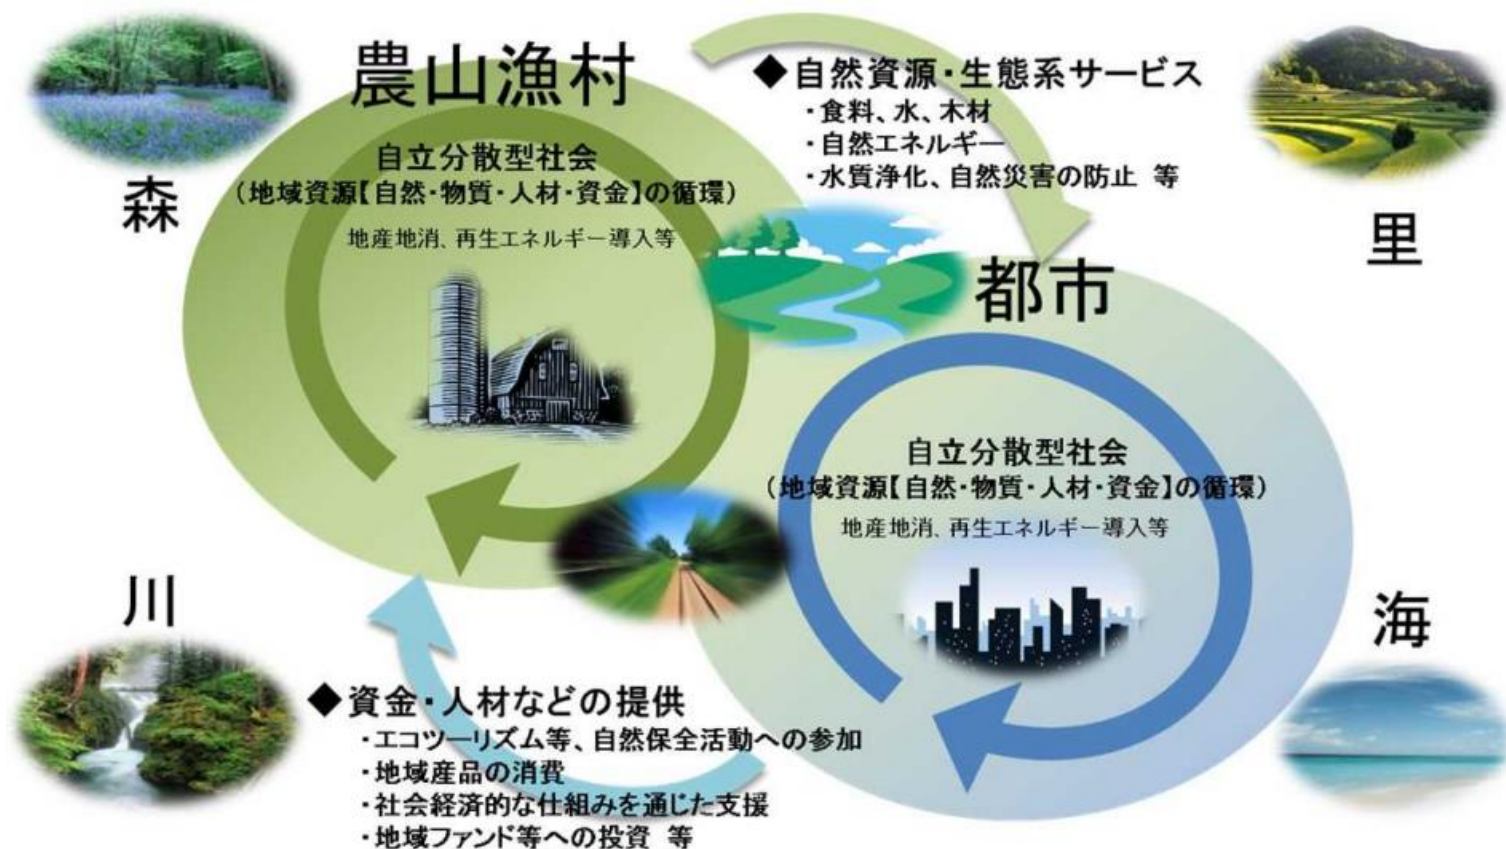 農山漁村
◆自然資源・生態系サービス
・食料、水、木材
・自然エネルギー
・水質浄化、自然災害の防止 等
自立分散型社会
(地域資源【自然・物質・人材・資金】の循環)
地産地消、再生エネルギー導入等
森
里
都市
自立分散型社会
(地域資源【自然・物質・人材・資金】の循環)
地産地消、再生エネルギー導入等
川
海
◆資金・人材などの提供
・エコツーリズム等、自然保全活動への参加
・地域産品の消費
・社会経済的な仕組みを通じた支援
・地域ファンド等への投資 等